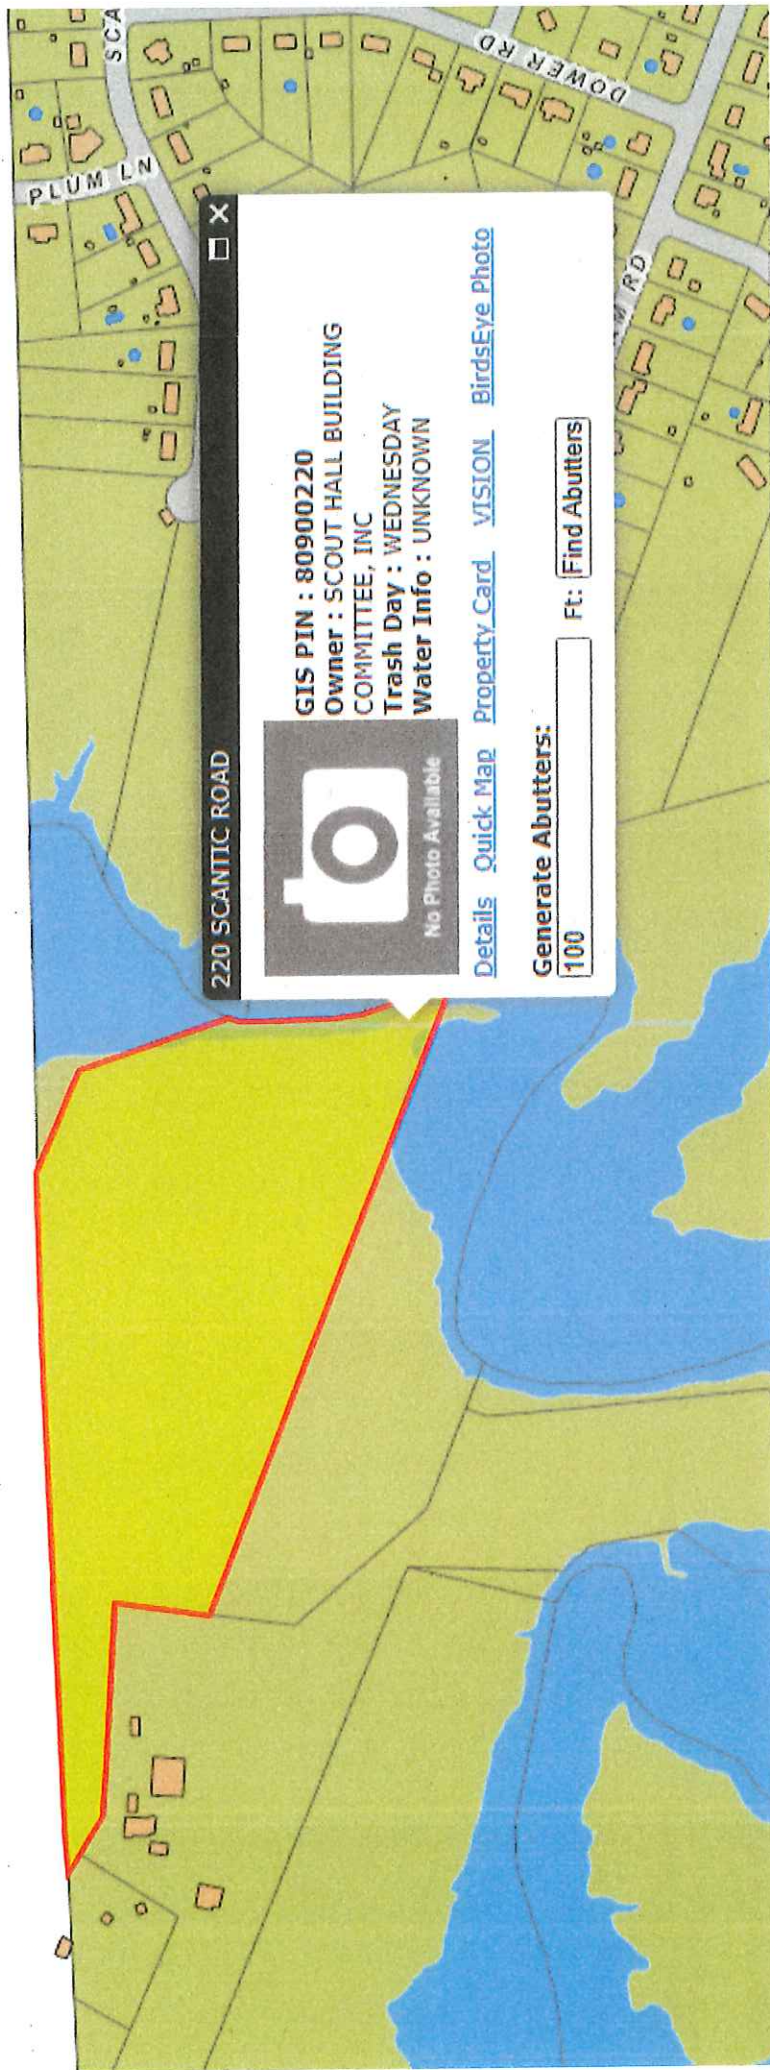 SCA
PLUM LN
DOWER RD
AM RD
220 SCANTIC ROAD
No Photo Available
GIS PIN : 80900220
Owner : SCOUT HALL BUILDING
COMMITTEE, INC
Trash Day : WEDNESDAY
Water Info : UNKNOWN
Details Quick Map Property Card VISION BirdsEye Photo
Generate Abutters:
100 Ft: Find Abutters